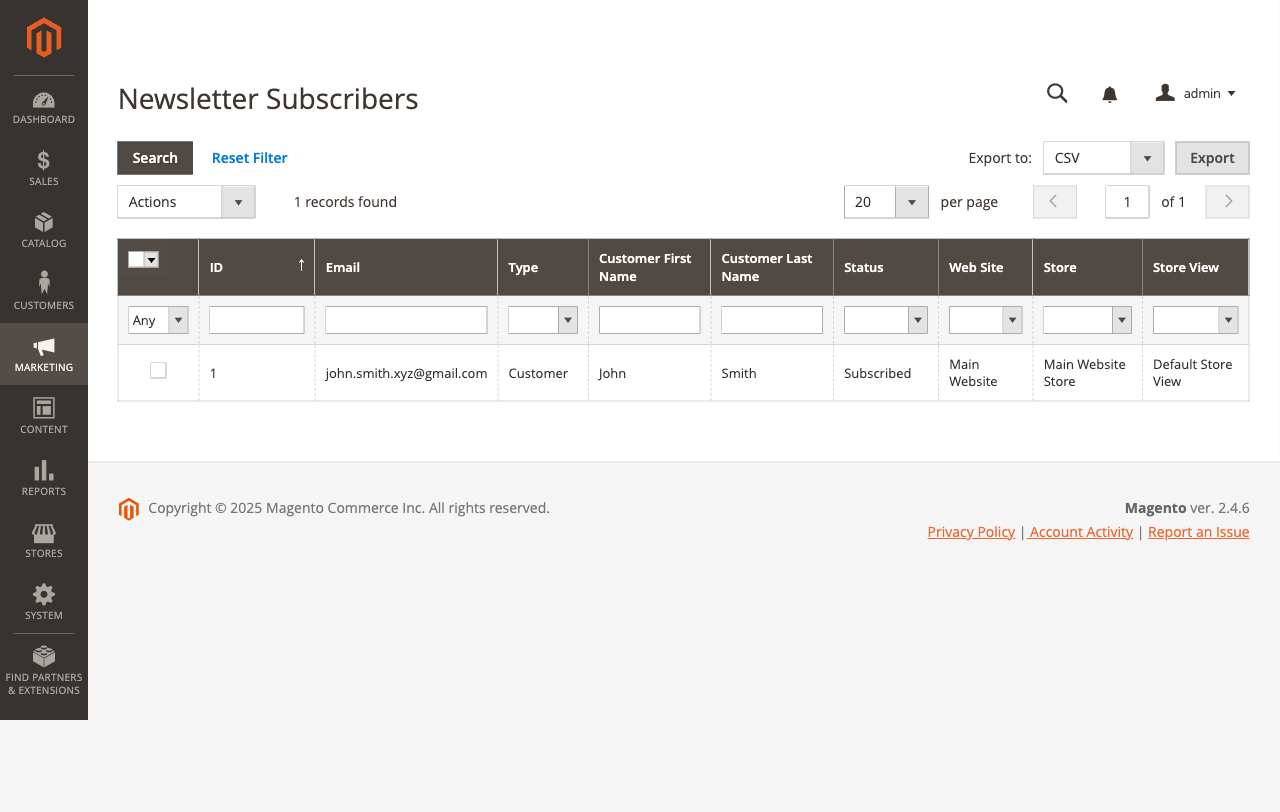 DASHBOARD
SALES
CATALOG
CUSTOMERS
MARKETING
CONTENT
REPORTS
STORES
SYSTEM
FIND PARTNERS
& EXTENSIONS
Newsletter Subscribers
admin
Search Reset Filter Export to: CSV Export
Actions 1 records found 20 per page 1 of 1
ID ↑ Email Type Customer First Name Customer Last Name Status Web Site Store Store View
Any
1 john.smith.xyz@gmail.com Customer John Smith Subscribed Main Website Main Website Store Default Store View
Copyright © 2025 Magento Commerce Inc. All rights reserved.
Magento ver. 2.4.6
Privacy Policy | Account Activity | Report an Issue